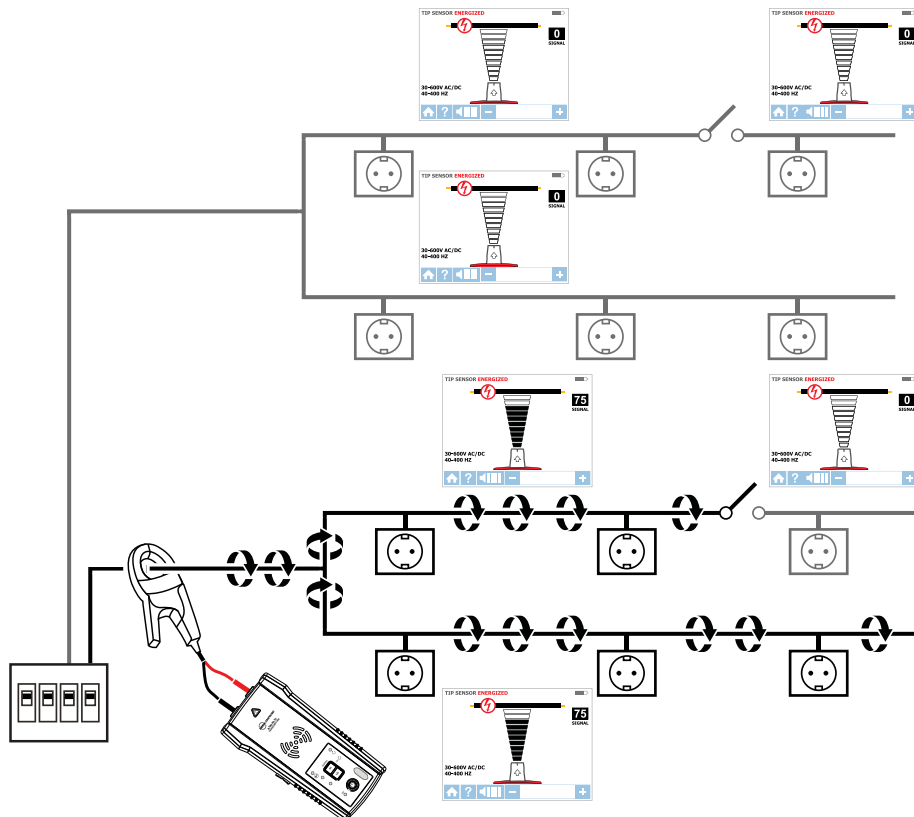 TIP SENSOR ENERGIZED
0
SIGNAL
30-600V AC/DC
40-400 HZ
?
TIP SENSOR ENERGIZED
0
SIGNAL
30-600V AC/DC
40-400 HZ
?
TIP SENSOR ENERGIZED
0
SIGNAL
30-600V AC/DC
40-400 HZ
?
TIP SENSOR ENERGIZED
75
SIGNAL
30-600V AC/DC
40-400 HZ
?
TIP SENSOR ENERGIZED
0
SIGNAL
30-600V AC/DC
40-400 HZ
?
TIP SENSOR ENERGIZED
75
SIGNAL
30-600V AC/DC
40-400 HZ
?